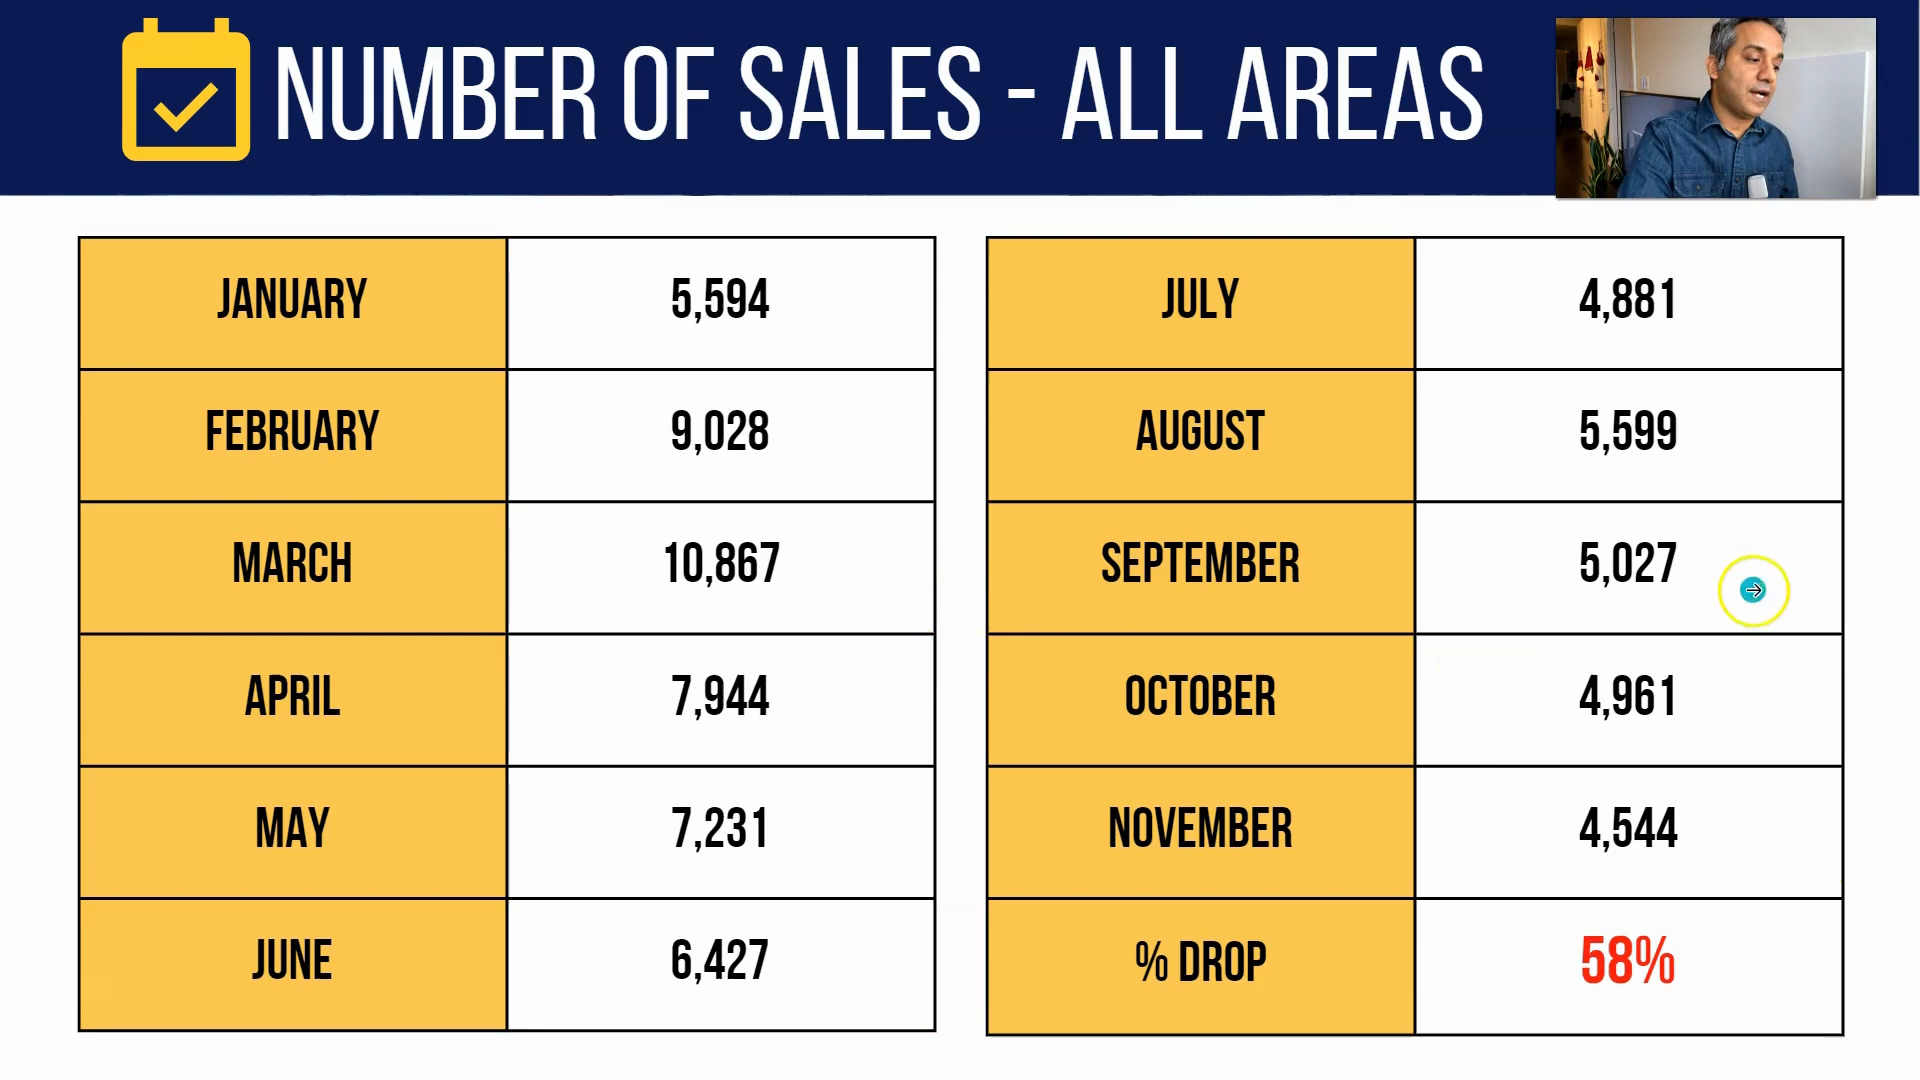 NUMBER OF SALES - ALL AREAS
JANUARY 5,594
FEBRUARY 9,028
MARCH 10,867
APRIL 7,944
MAY 7,231
JUNE 6,427
JULY 4,881
AUGUST 5,599
SEPTEMBER 5,027
OCTOBER 4,961
NOVEMBER 4,544
% DROP 58%